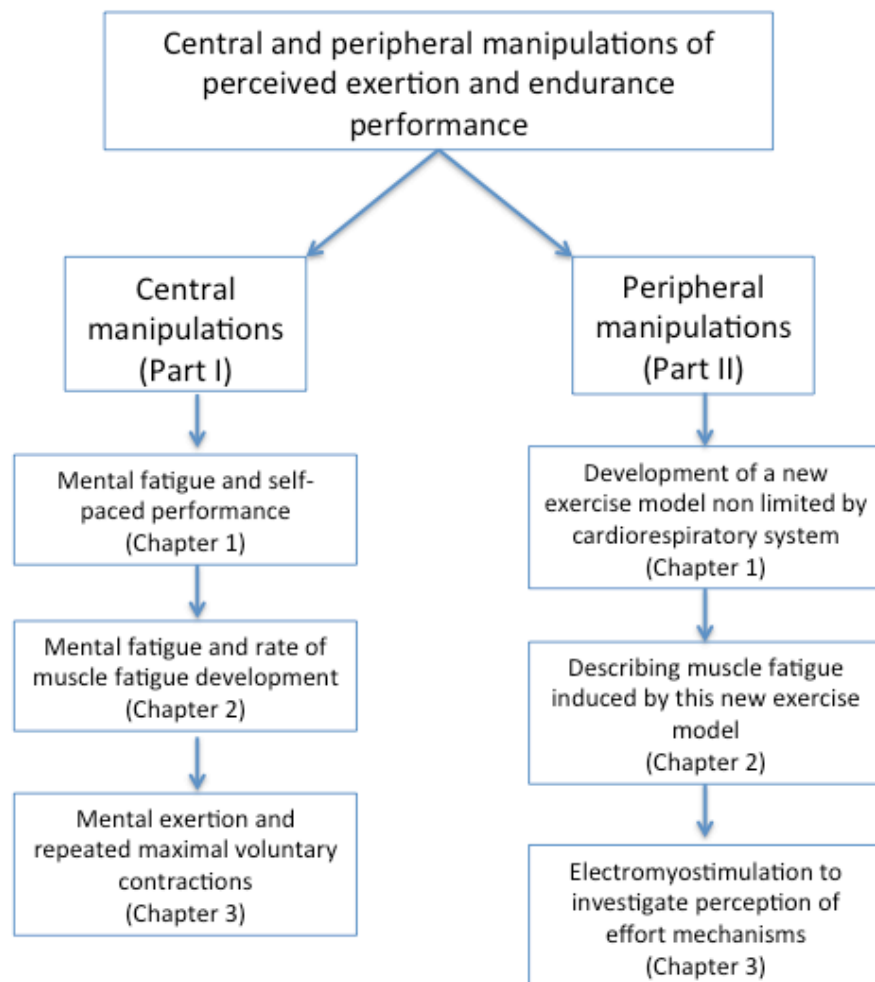 Central and peripheral manipulations of
perceived exertion and endurance
performance
Central
manipulations
(Part I)
Mental fatigue and self-
paced performance
(Chapter 1)
Mental fatigue and rate of
muscle fatigue development
(Chapter 2)
Mental exertion and
repeated maximal voluntary
contractions
(Chapter 3)
Peripheral
manipulations
(Part II)
Development of a new
exercise model non limited by
cardiorespiratory system
(Chapter 1)
Describing muscle fatigue
induced by this new exercise
model
(Chapter 2)
Electromyostimulation to
investigate perception of
effort mechanisms
(Chapter 3)